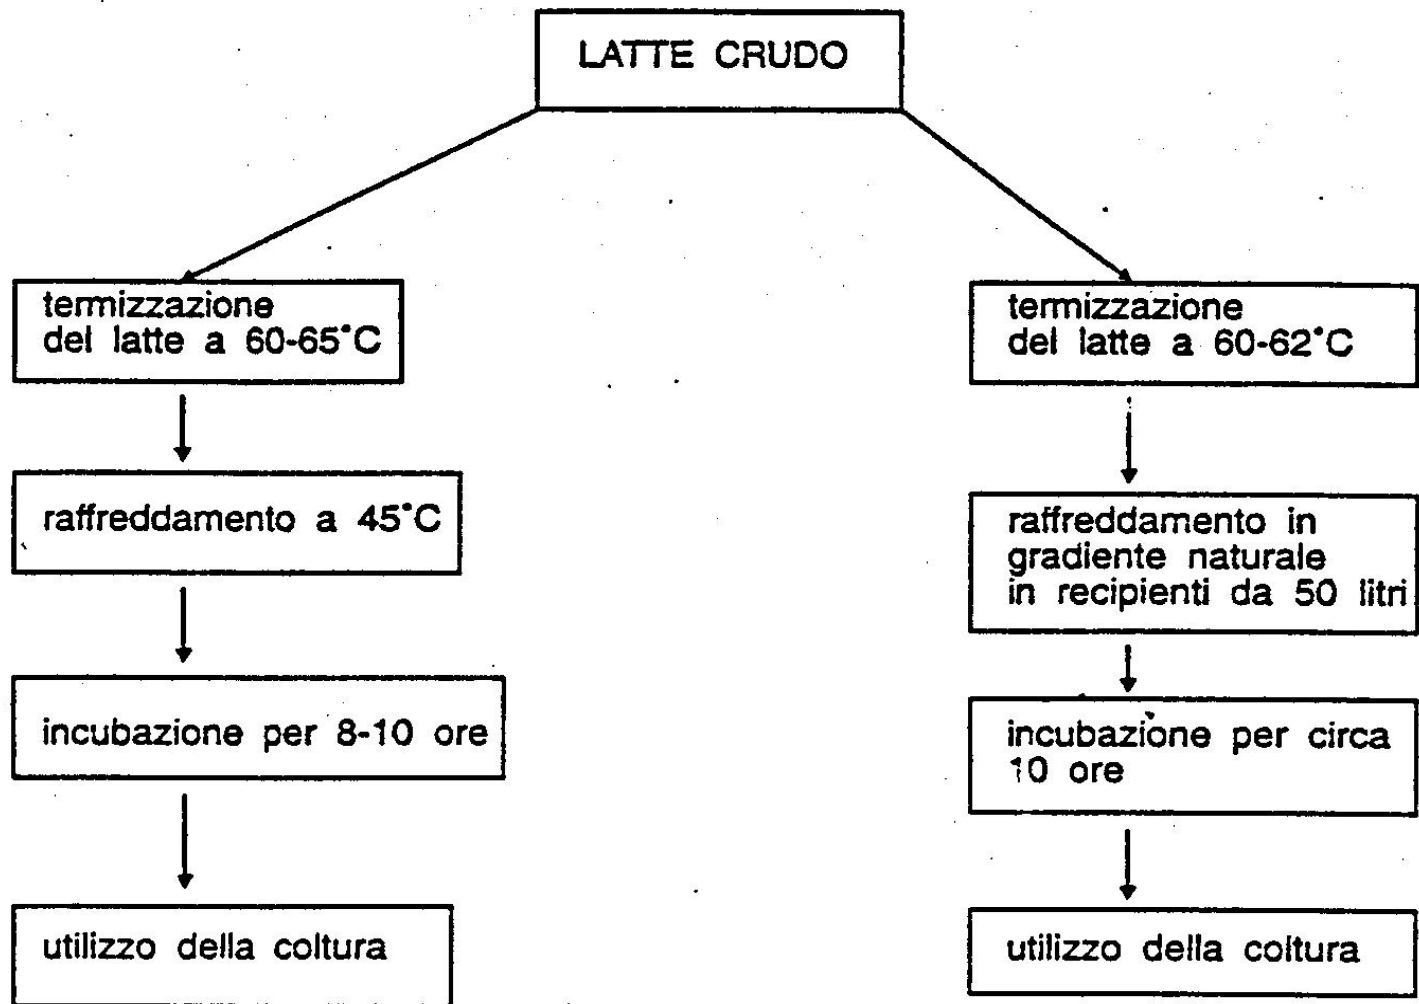 LATTE CRUDO
termizzazione
del latte a 60-65°C
raffreddamento a 45°C
incubazione per 8-10 ore
utilizzo della coltura
termizzazione
del latte a 60-62°C
raffreddamento in
gradiente naturale
in recipienti da 50 litri
incubazione per circa
10 ore
utilizzo della coltura